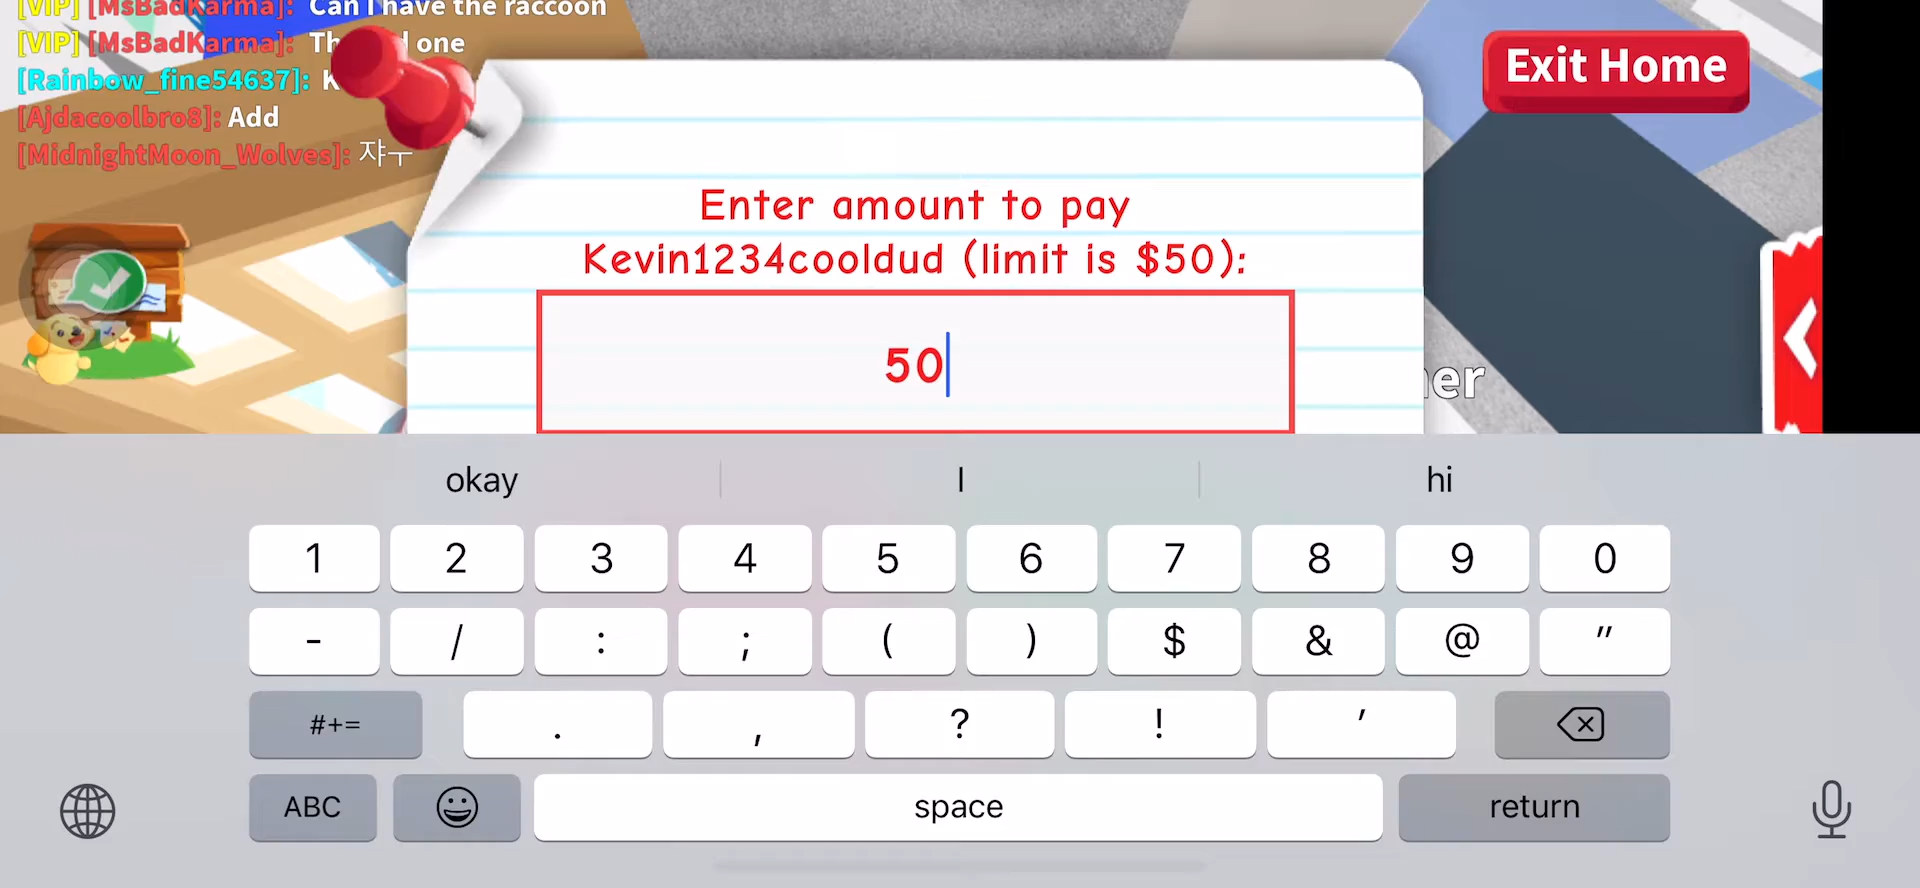 [VIP] [MsBadKarma]: Can I have the raccoon
[VIP] [MsBadKarma]: one
[Rainbow_fine54637]: K
[Ajdacoolbro8]: Add
[MidnightMoon_Wolves]: 쟈ㅜ
Exit Home
Enter amount to pay
Kevin1234cooldud (limit is $50):
50
okay I hi
1 2 3 4 5 6 7 8 9 0
- / : ; ( ) $ & @ "
#+= . , ? ! '
ABC space return